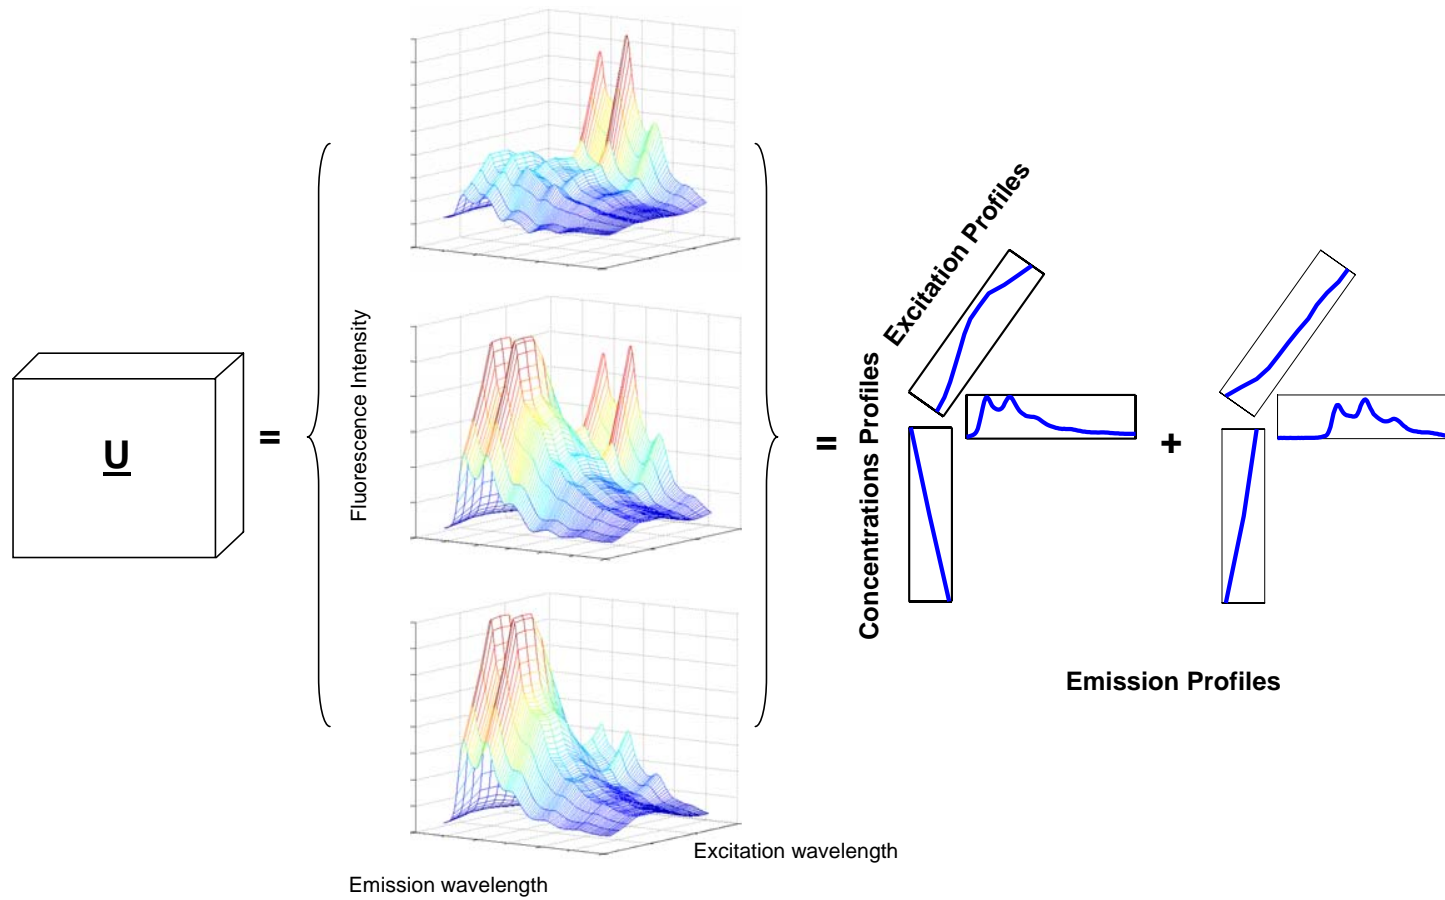 U
=
Fluorescence Intensity
Emission wavelength
Excitation wavelength
=
Concentrations Profiles
Excitation Profiles
+
Emission Profiles